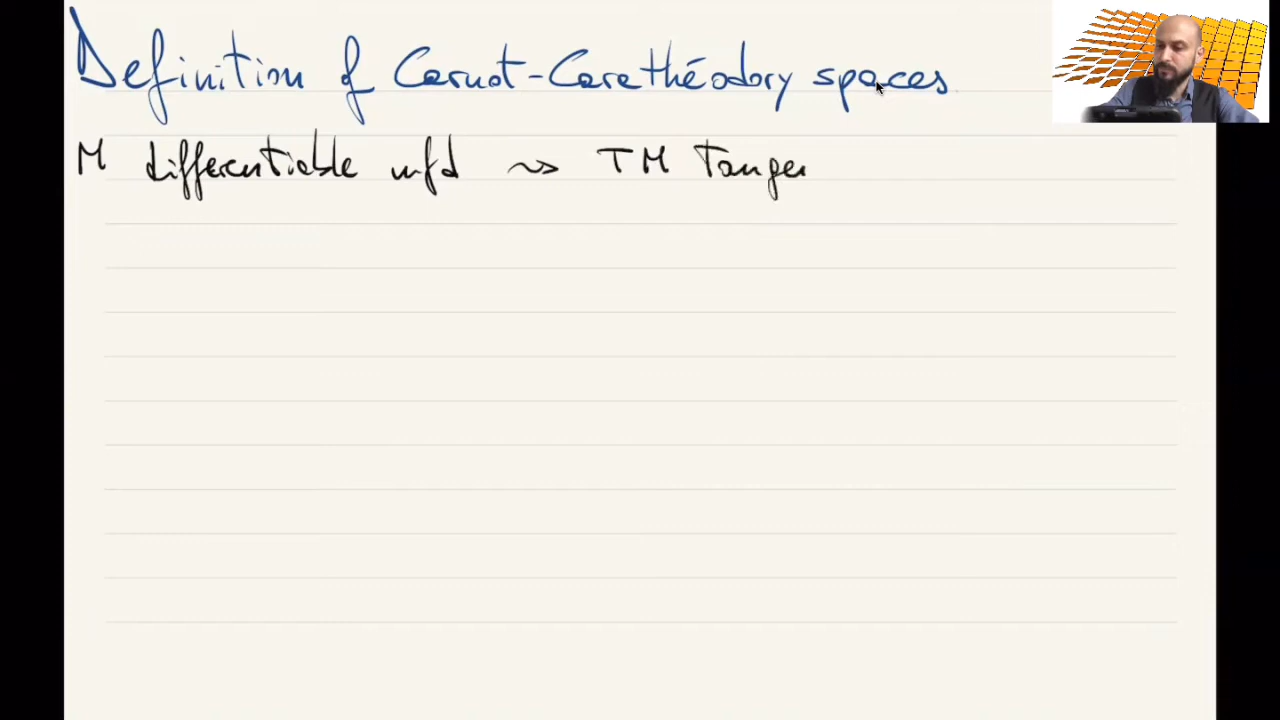 Definition of Carnot-Carathéodory spaces
M differentiable mfd ⇝ TM Tangen